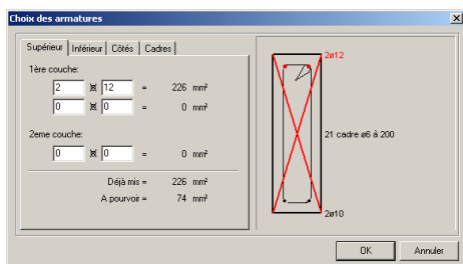 Choix des armatures
Supérieur Inférieur Côtés Cadres
1ère couche:
2 x 12 = 226 mm²
0 x 0 = 0 mm²
2eme couche:
0 x 0 = 0 mm²
Déjà mis = 226 mm²
A pourvoir = 74 mm²
2ø12
21 cadre ø6 à 200
2ø10
OK Annuler